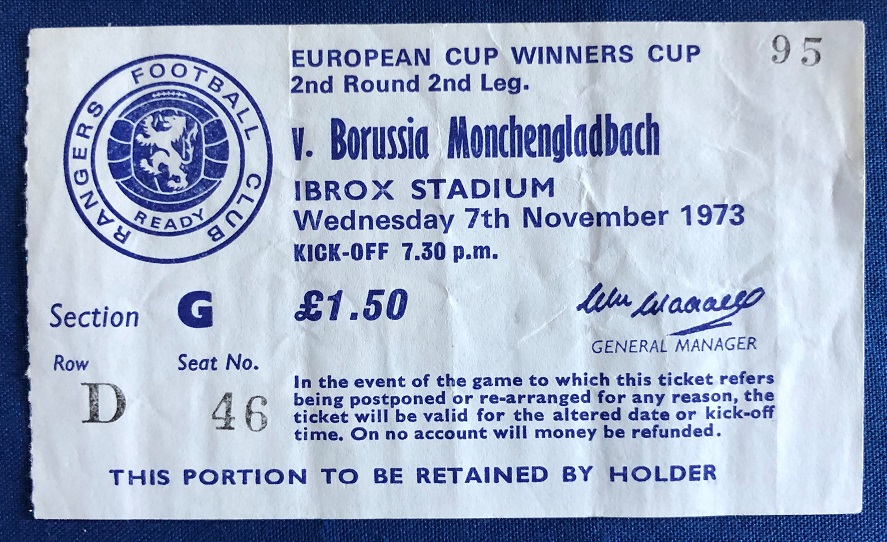 RANGERS FOOTBALL CLUB
READY
EUROPEAN CUP WINNERS CUP
95
2nd Round 2nd Leg.
v. Borussia Monchengladbach
IBROX STADIUM
Wednesday 7th November 1973
KICK-OFF 7.30 p.m.
Section G
£1.50
GENERAL MANAGER
Row
Seat No.
D
46
In the event of the game to which this ticket refers
being postponed or re-arranged for any reason, the
ticket will be valid for the altered date or kick-off
time. On no account will money be refunded.
THIS PORTION TO BE RETAINED BY HOLDER